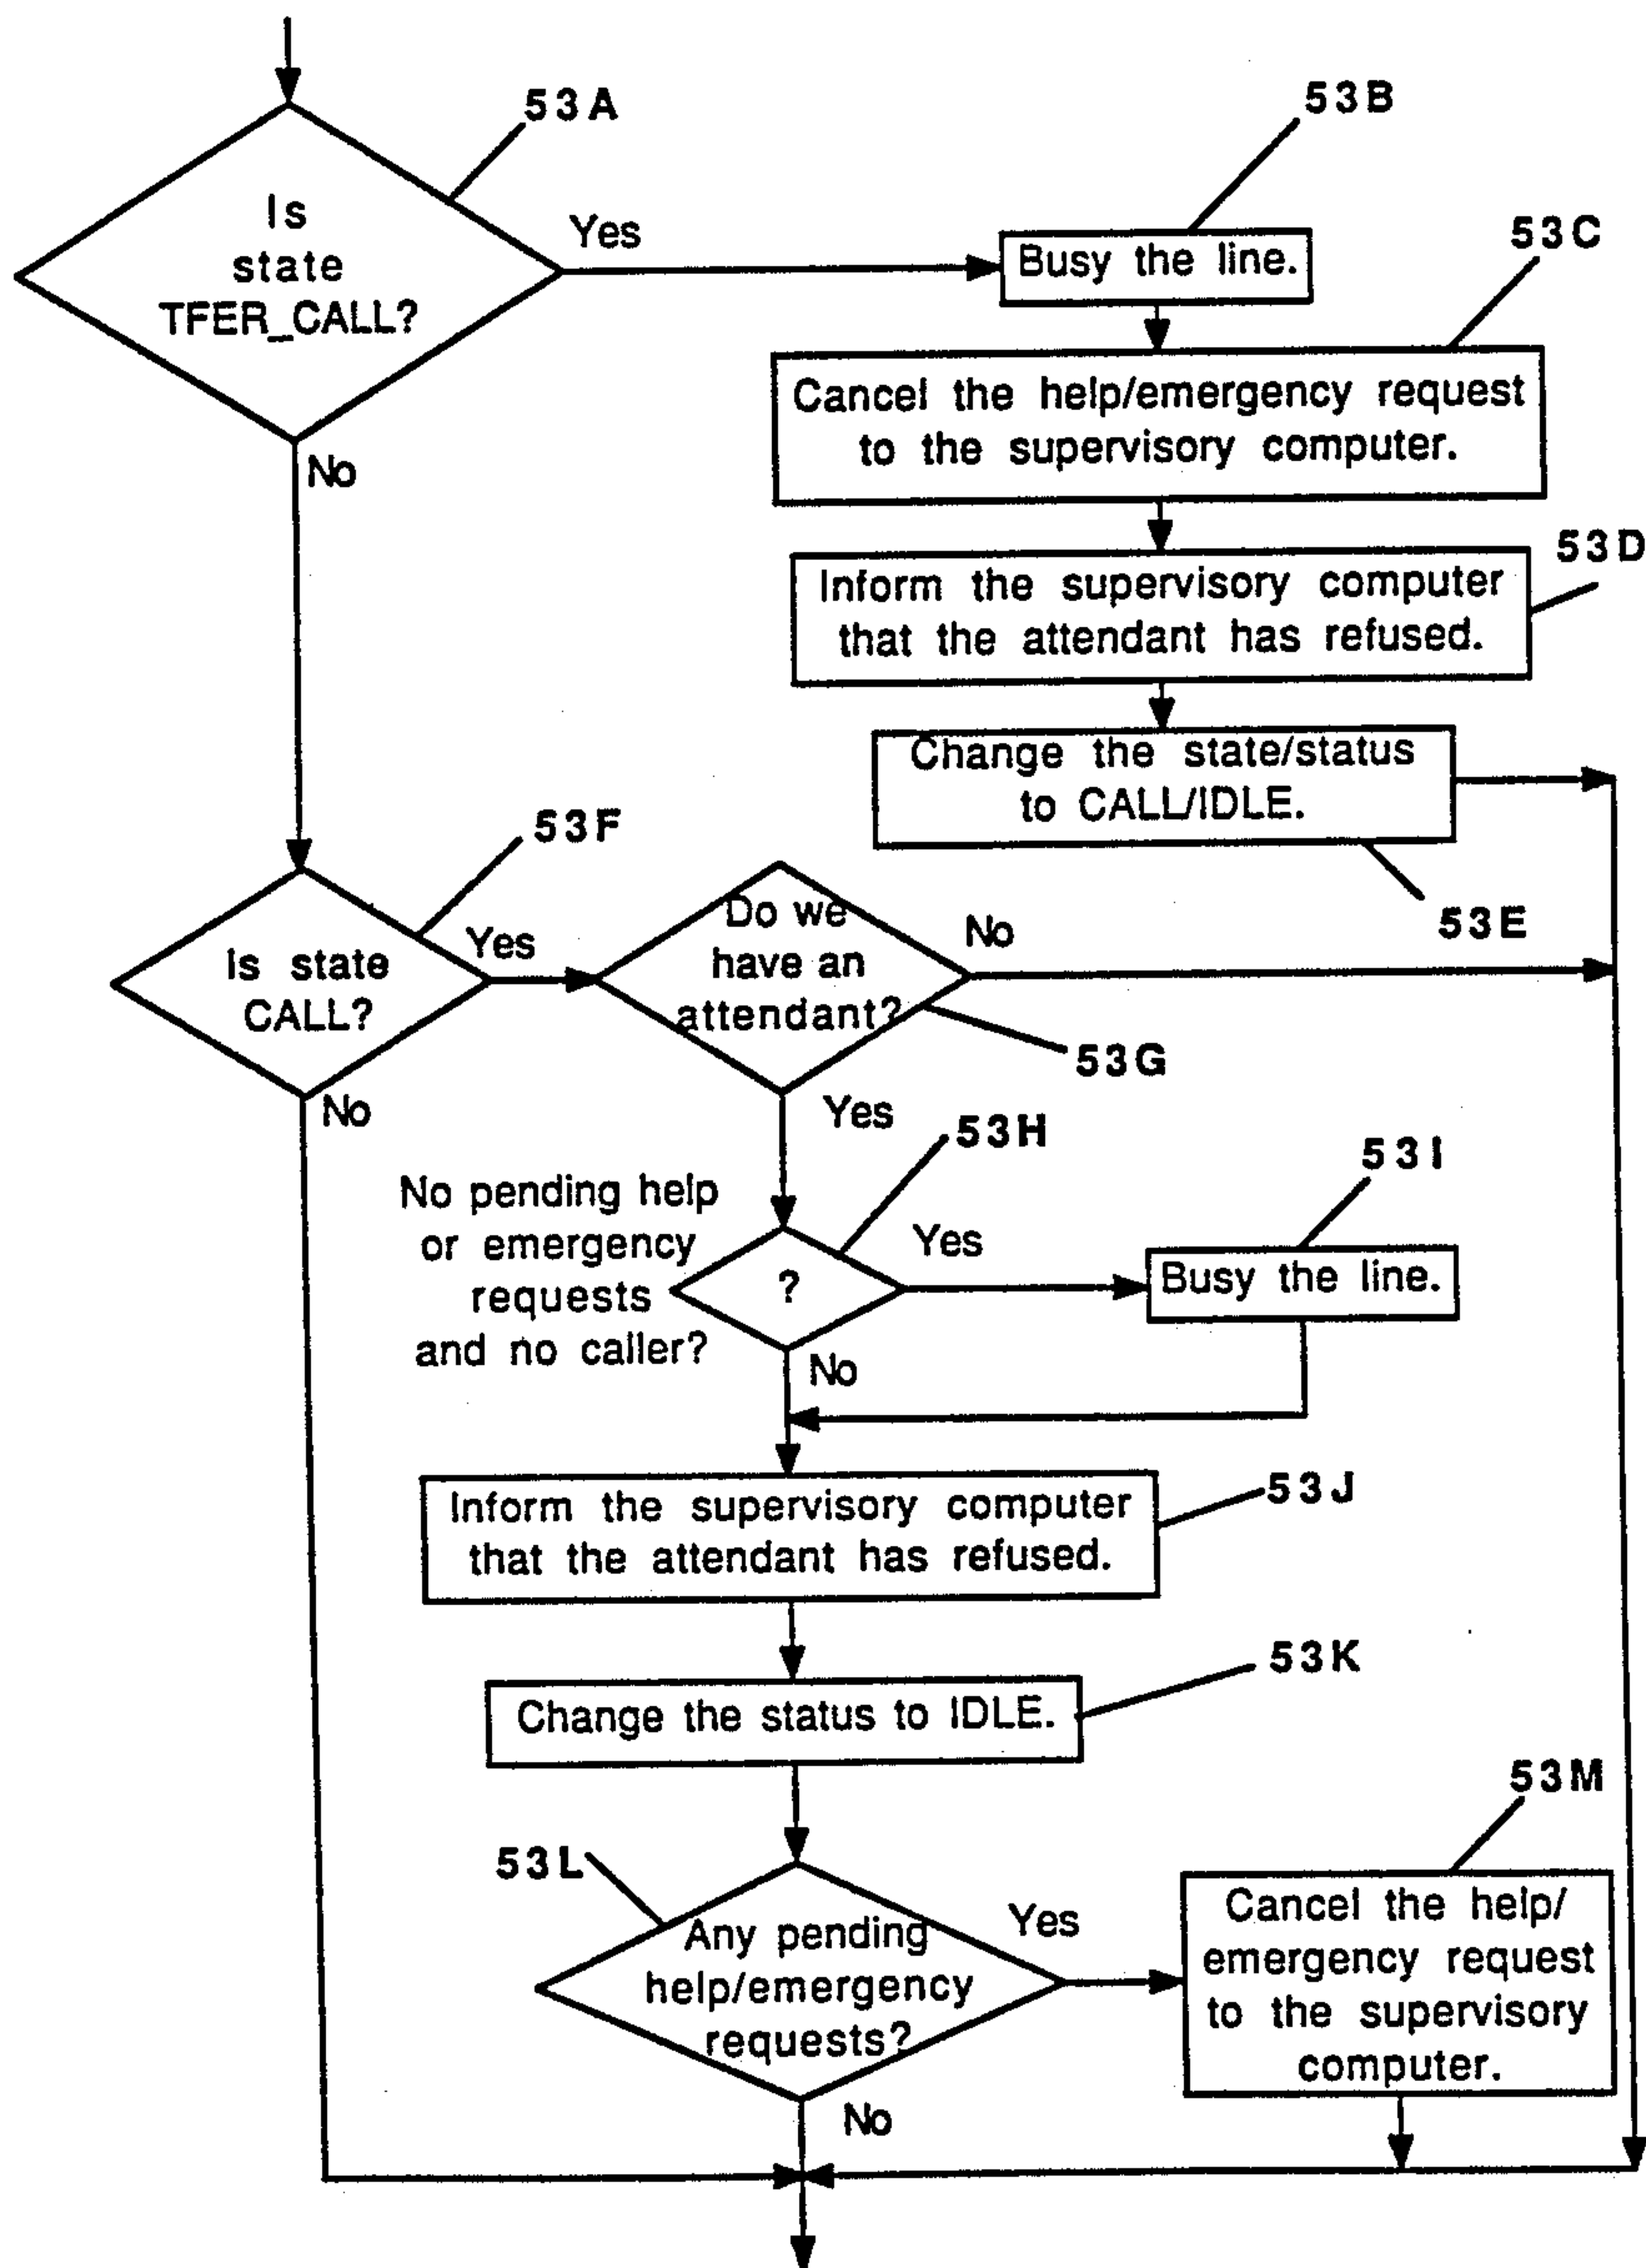 53A
Is
state
TFER_CALL?
Yes
No
53B
Busy the line.
53C
Cancel the help/emergency request
to the supervisory computer.
53D
Inform the supervisory computer
that the attendant has refused.
Change the state/status
to CALL/IDLE.
53E
53F
Is state
CALL?
Yes
No
Do we
have an
attendant?
No
53G
Yes
53H
No pending help
or emergency
requests
and no caller?
?
Yes
No
53I
Busy the line.
Inform the supervisory computer
that the attendant has refused.
53J
53K
Change the status to IDLE.
53L
Any pending
help/emergency
requests?
Yes
No
53M
Cancel the help/
emergency request
to the supervisory
computer.